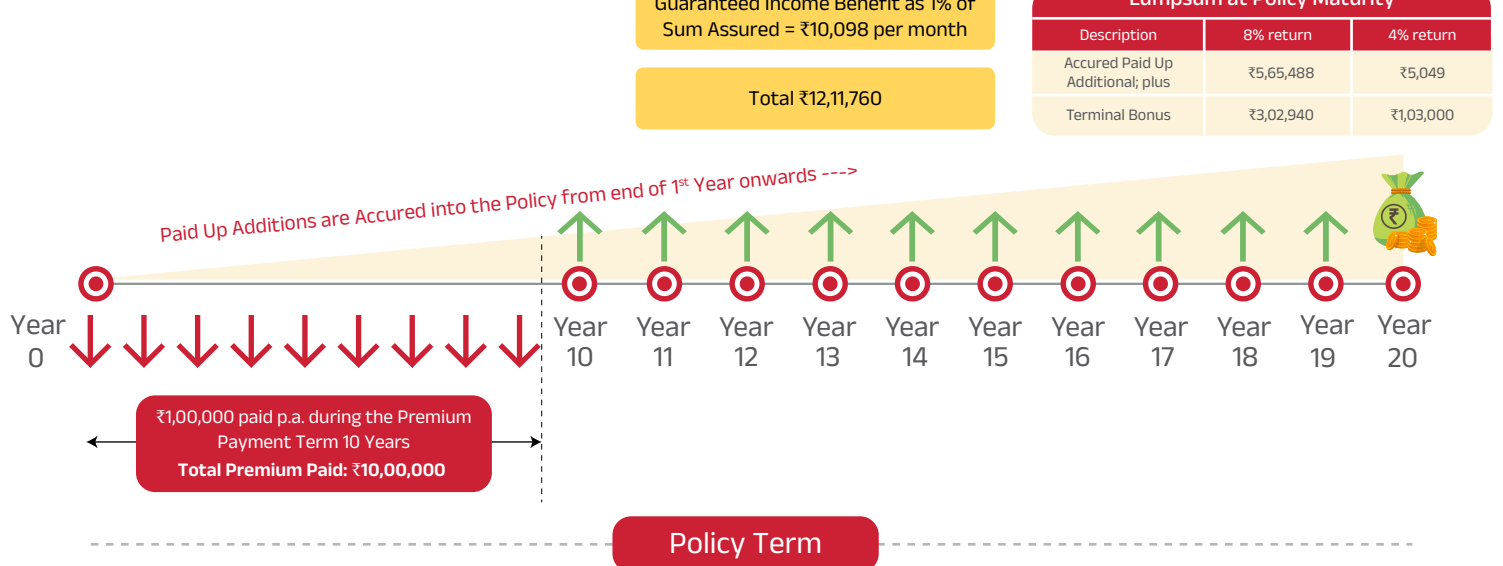 Guaranteed Income Benefit as 1% of
Sum Assured = ₹10,098 per month
Total ₹12,11,760
Lumpsum at Policy Maturity
Description 8% return 4% return
Accured Paid Up
Additional; plus
₹5,65,488 ₹5,049
Terminal Bonus ₹3,02,940 ₹1,03,000
Paid Up Additions are Accured into the Policy from end of 1st Year onwards --->
₹
Year
0
Year
10
Year
11
Year
12
Year
13
Year
14
Year
15
Year
16
Year
17
Year
18
Year
19
Year
20
₹1,00,000 paid p.a. during the Premium
Payment Term 10 Years
Total Premium Paid: ₹10,00,000
Policy Term